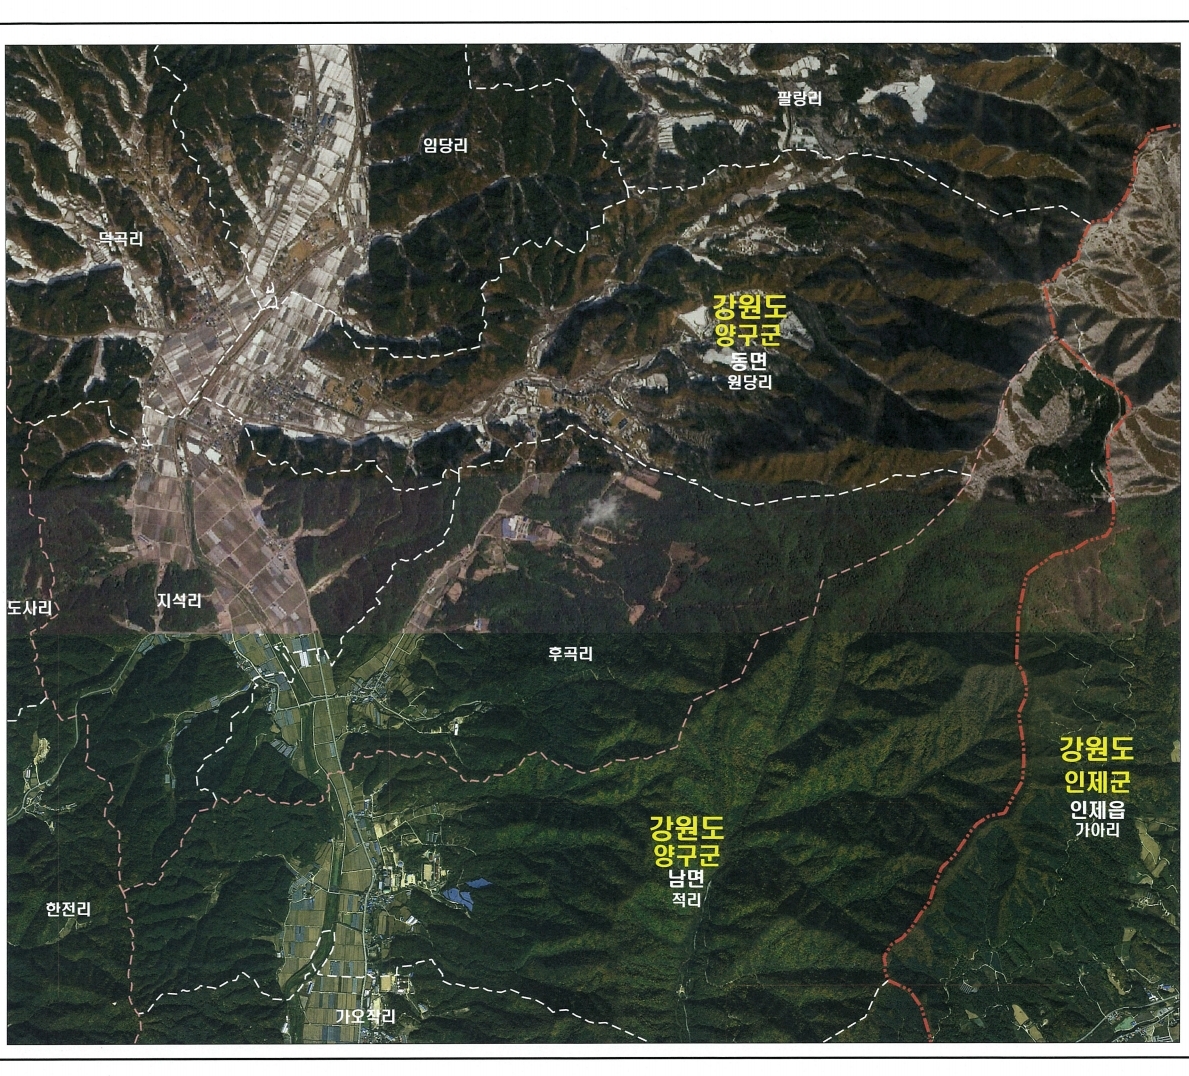 팔랑리
임당리
덕곡리
강원도
양구군
동면
원당리
도사리
지석리
후곡리
강원도
인제군
인제읍
가아리
강원도
양구군
남면
적리
한전리
가오작리